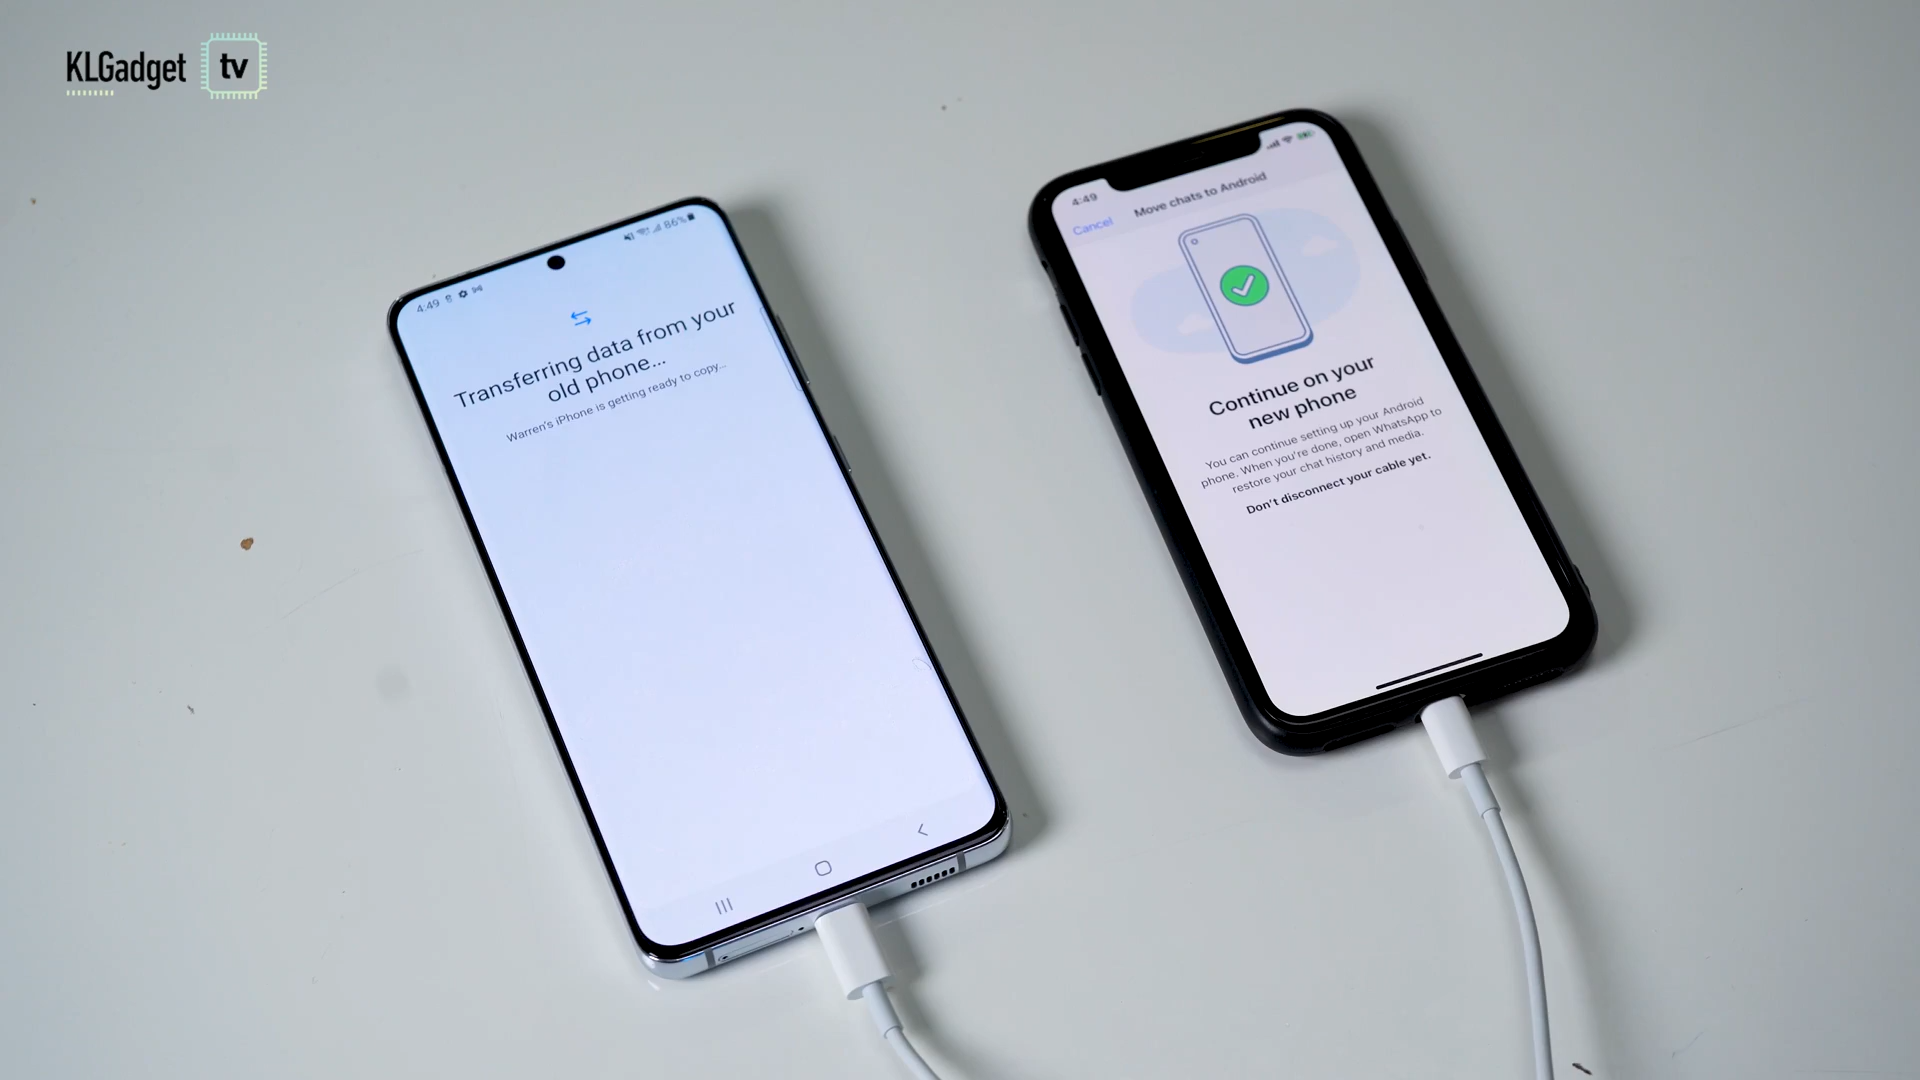 KLGadget tv
4:49
86%
Transferring data from your
old phone...
Warren's iPhone is getting ready to copy...
4:49
Cancel
Move chats to Android
Continue on your
new phone
You can continue setting up your Android
phone. When you're done, open WhatsApp to
restore your chat history and media.
Don't disconnect your cable yet.